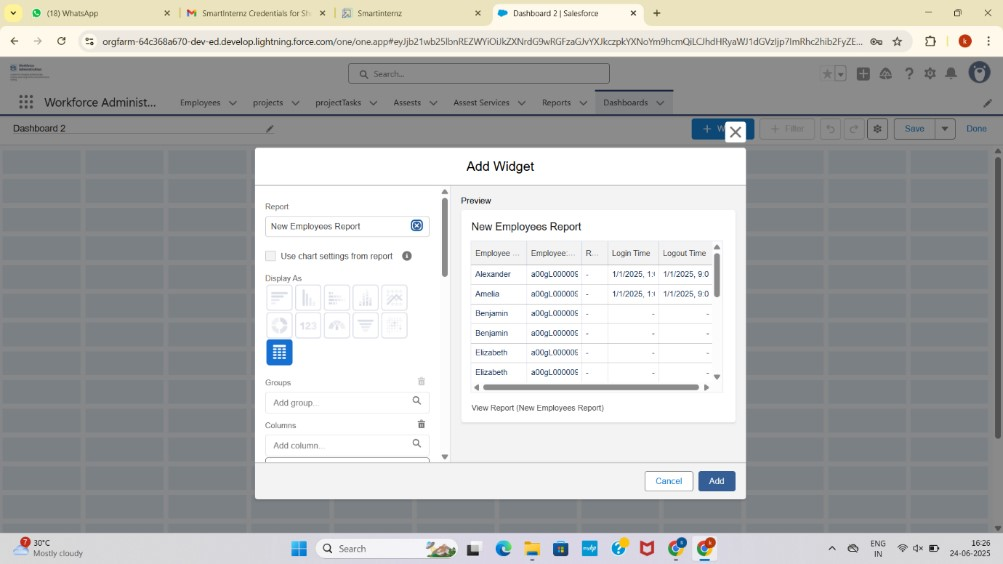 (18) WhatsApp
SmartInternz Credentials for Sh
Smartinternz
Dashboard 2 | Salesforce
orgfarm-64c368a670-dev-ed.develop.lightning.force.com/one/one.app#eyJjb21wb25lbnREZWYiOiJkZXNrdG9wRGFzaGJvYXJkczpkYXNoYm9hcmQiLCJhdHRyaWJ1dGVzIjp7ImRhc2hib2FyZE...
k
Search...
Workforce Administ...
Employees
projects
projectTasks
Assests
Assest Services
Reports
Dashboards
Dashboard 2
+ W
+ Filter
Save
Done
Add Widget
Report
New Employees Report
Use chart settings from report
Display As
123
Groups
Add group...
Columns
Add column...
Preview
New Employees Report
Employee ... Employee:... R... Login Time Logout Time
Alexander a00gL000009 - 1/1/2025, 1:( 1/1/2025, 9:0
Amelia a00gL000009 - 1/1/2025, 1:( 1/1/2025, 9:0
Benjamin a00gL000009 - - -
Benjamin a00gL000009 - - -
Elizabeth a00gL000009 - - -
Elizabeth a00gL000009 - - -
View Report (New Employees Report)
Cancel
Add
7
30°C
Mostly cloudy
Search
ENG
IN
16:26
24-06-2025